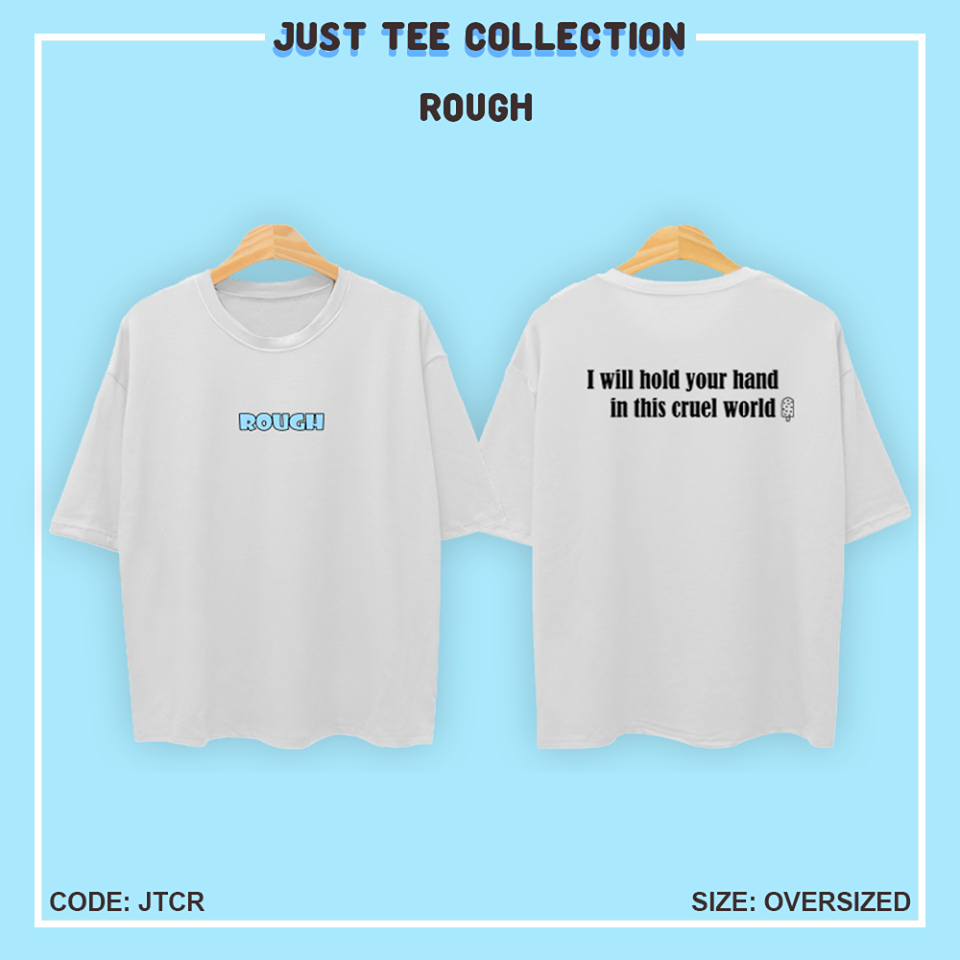 JUST TEE COLLECTION
ROUGH
ROUGH
I will hold your hand
in this cruel world
CODE: JTCR
SIZE: OVERSIZED